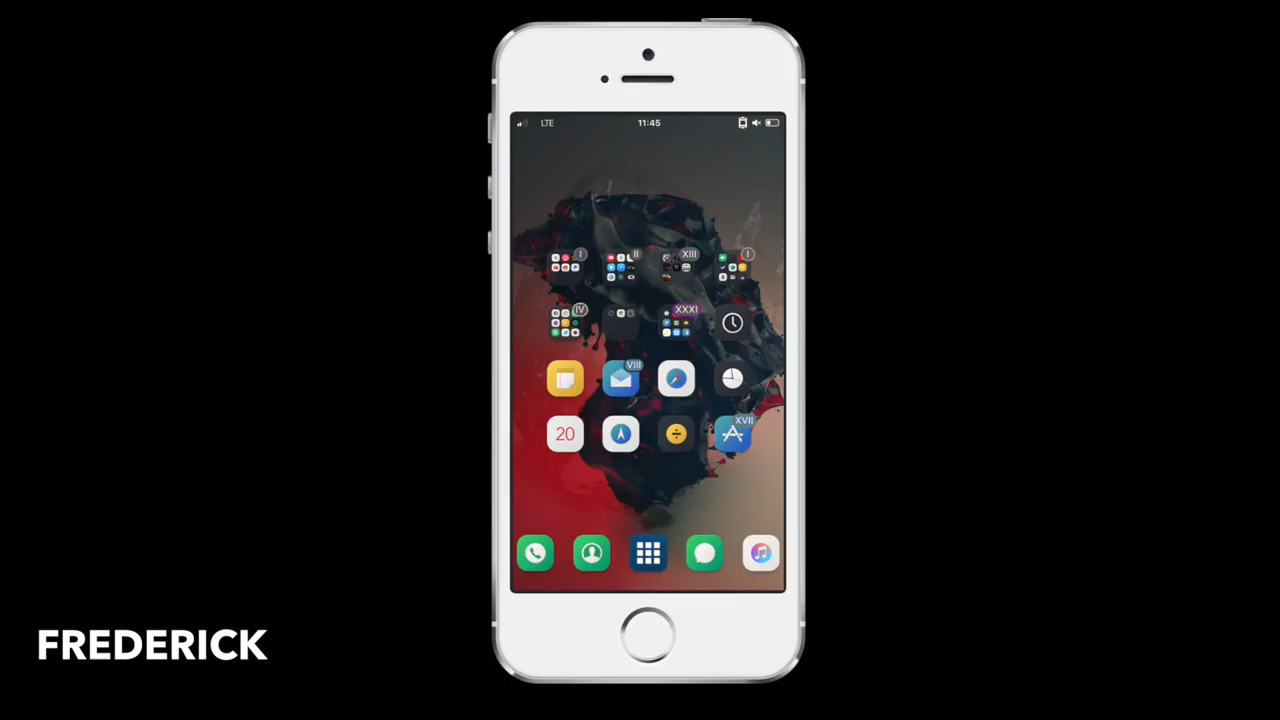 LTE 11:45
I II XIII I
IV XXXI
VIII
20 XVII
FREDERICK